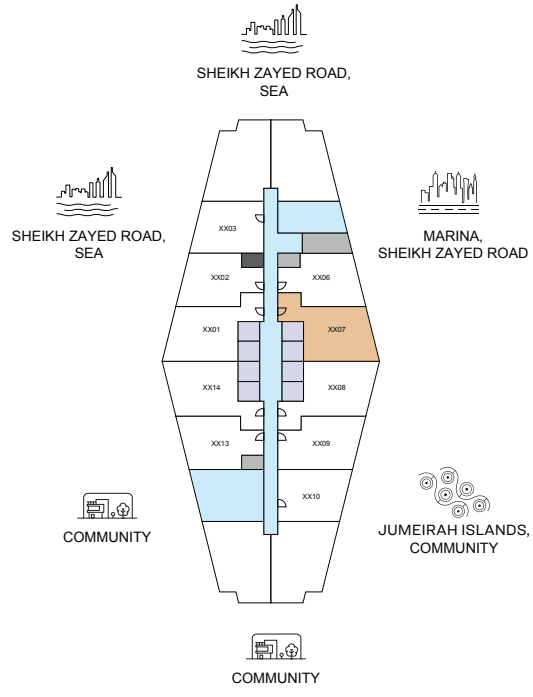 SHEIKH ZAYED ROAD,
SEA
SHEIKH ZAYED ROAD,
SEA
MARINA,
SHEIKH ZAYED ROAD
XX03
XX02
XX06
XX01
XX07
XX14
XX08
XX13
XX09
XX10
COMMUNITY
JUMEIRAH ISLANDS,
COMMUNITY
COMMUNITY